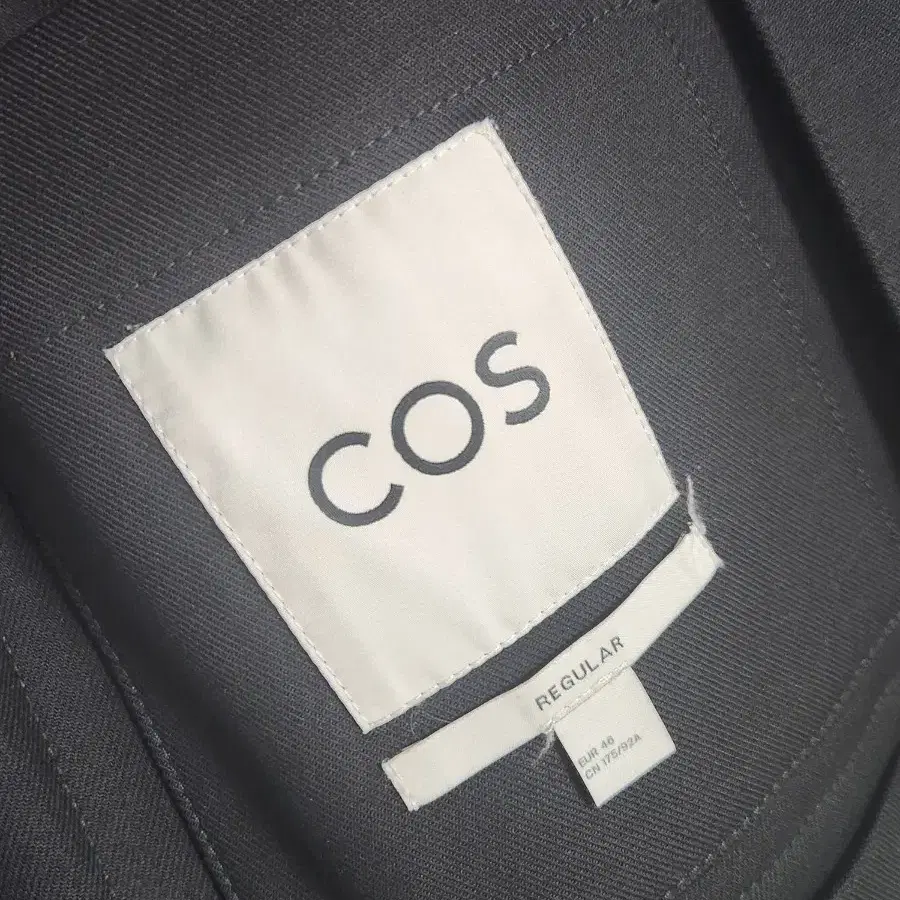 COS
REGULAR
EUR 46
CN 175/92A